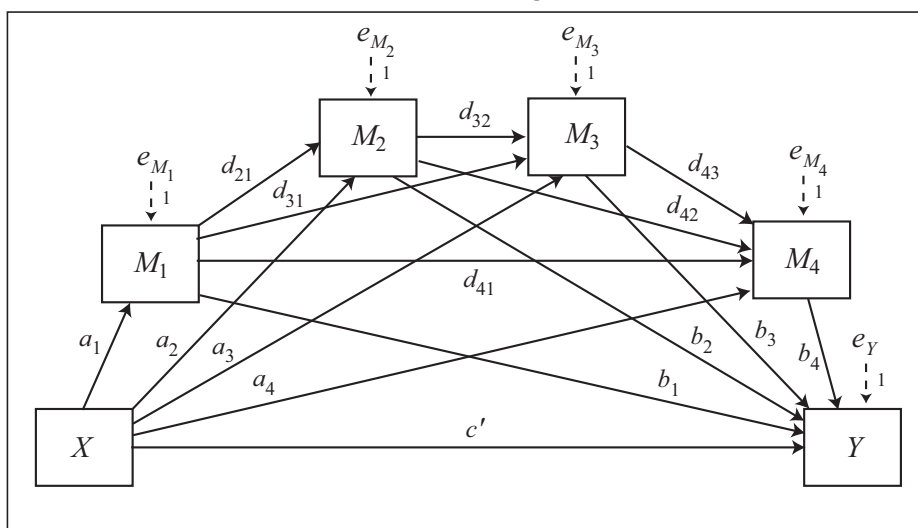 e_{M_2}
1
e_{M_3}
1
d_{32}
M_2
M_3
e_{M_1}
1
d_{21}
d_{43}
e_{M_4}
1
d_{31}
d_{42}
M_1
M_4
d_{41}
a_1
a_2
a_3
b_2
b_3
b_4
e_Y
1
a_4
b_1
X
c′
Y